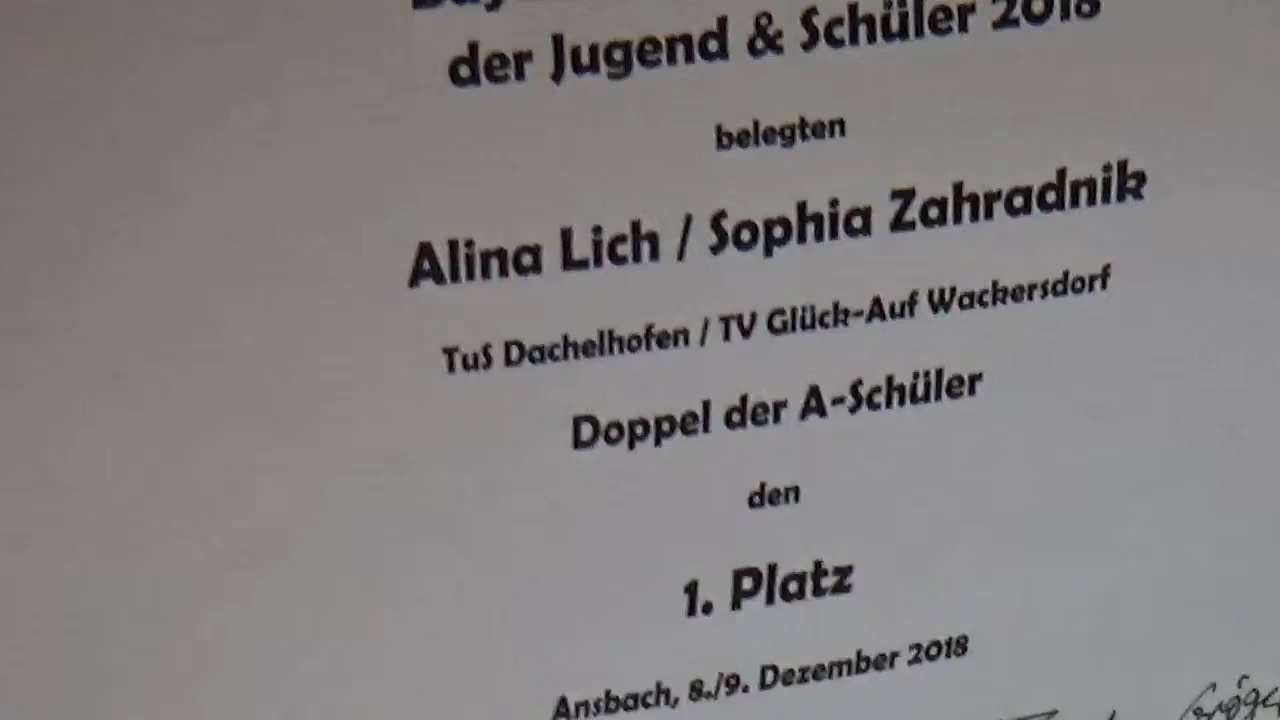 der Jugend & Schüler 2018
belegten
Alina Lich / Sophia Zahradnik
TuS Dachelhofen / TV Glück-Auf Wackersdorf
Doppel der A-Schüler
den
1. Platz
Ansbach, 8./9. Dezember 2018